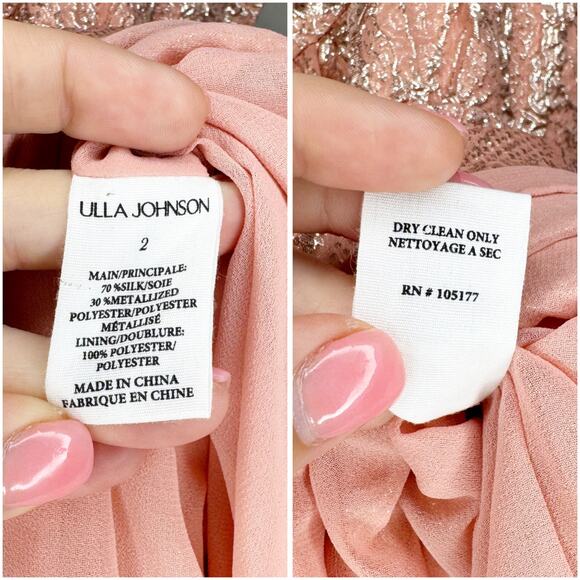 ULLA JOHNSON
2
MAIN/PRINCIPALE:
70 %SILK/SOIE
30 %METALLIZED
POLYESTER/POLYESTER
MÉTALLISÉ
LINING/DOUBLURE:
100% POLYESTER/
POLYESTER
MADE IN CHINA
FABRIQUE EN CHINE
DRY CLEAN ONLY
NETTOYAGE A SEC
RN # 105177